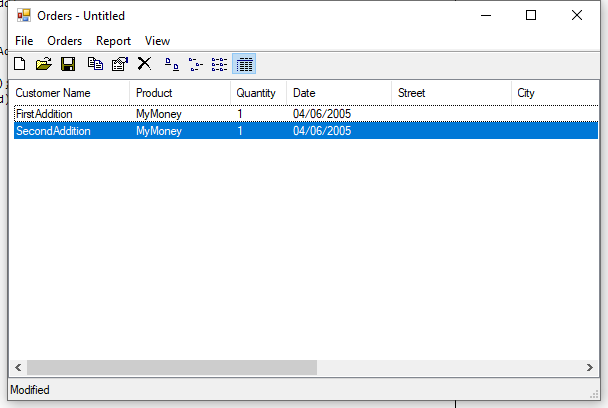 Orders - Untitled
File Orders Report View
Customer Name Product Quantity Date Street City
FirstAddition MyMoney 1 04/06/2005
SecondAddition MyMoney 1 04/06/2005
Modified